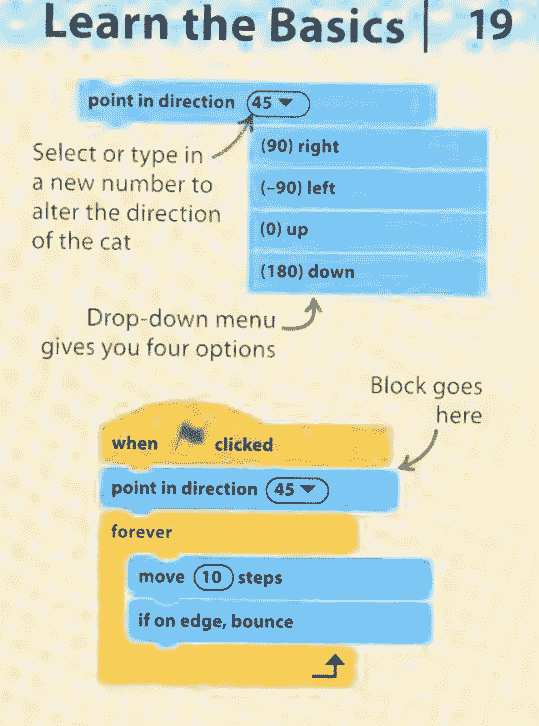 Learn the Basics | 19
point in direction 45
(90) right
(–90) left
(0) up
(180) down
Select or type in
a new number to
alter the direction
of the cat
Drop-down menu
gives you four options
Block goes
here
when clicked
point in direction 45
forever
move 10 steps
if on edge, bounce